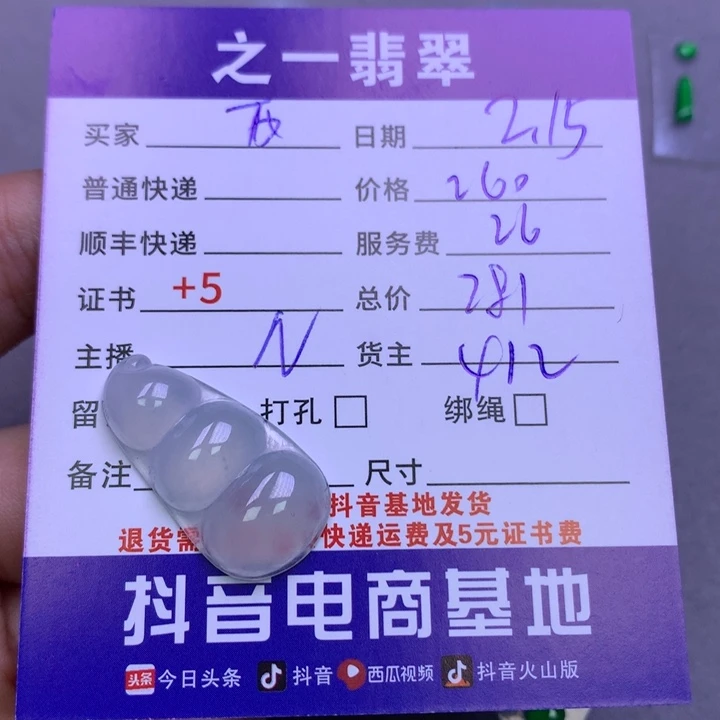 之一翡翠
买家 日期 2.15
普通快递 价格 260
顺丰快递 服务费 26
证书 +5 总价 281
主播 N 货主 412
留 打孔 绑绳
备注 尺寸
抖音基地发货
退货需 快递运费及5元证书费
抖音电商基地
头条 今日头条 抖音 西瓜视频 抖音火山版